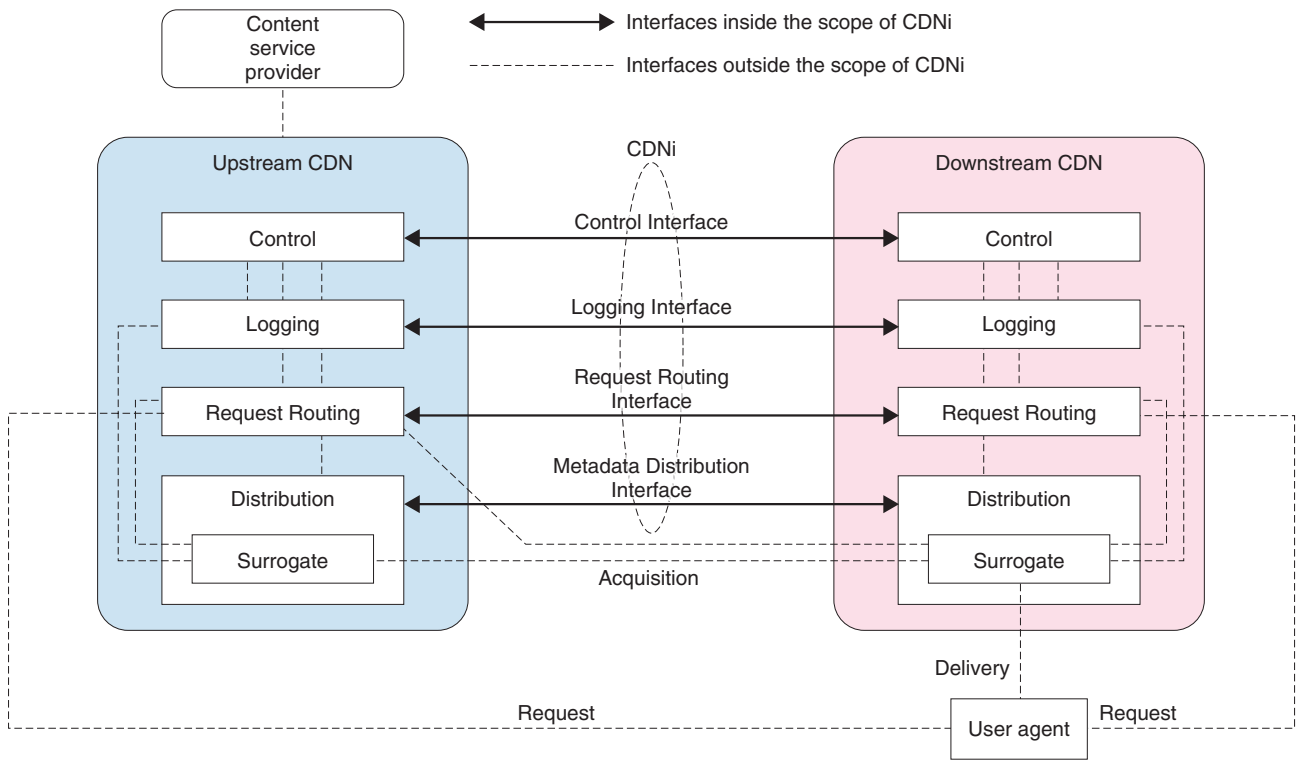 Content
service
provider
Interfaces inside the scope of CDNi
Interfaces outside the scope of CDNi
Upstream CDN
CDNi
Downstream CDN
Control
Control Interface
Control
Logging
Logging Interface
Logging
Request Routing
Request Routing
Interface
Request Routing
Distribution
Metadata Distribution
Interface
Distribution
Surrogate
Acquisition
Surrogate
Delivery
Request
User agent
Request